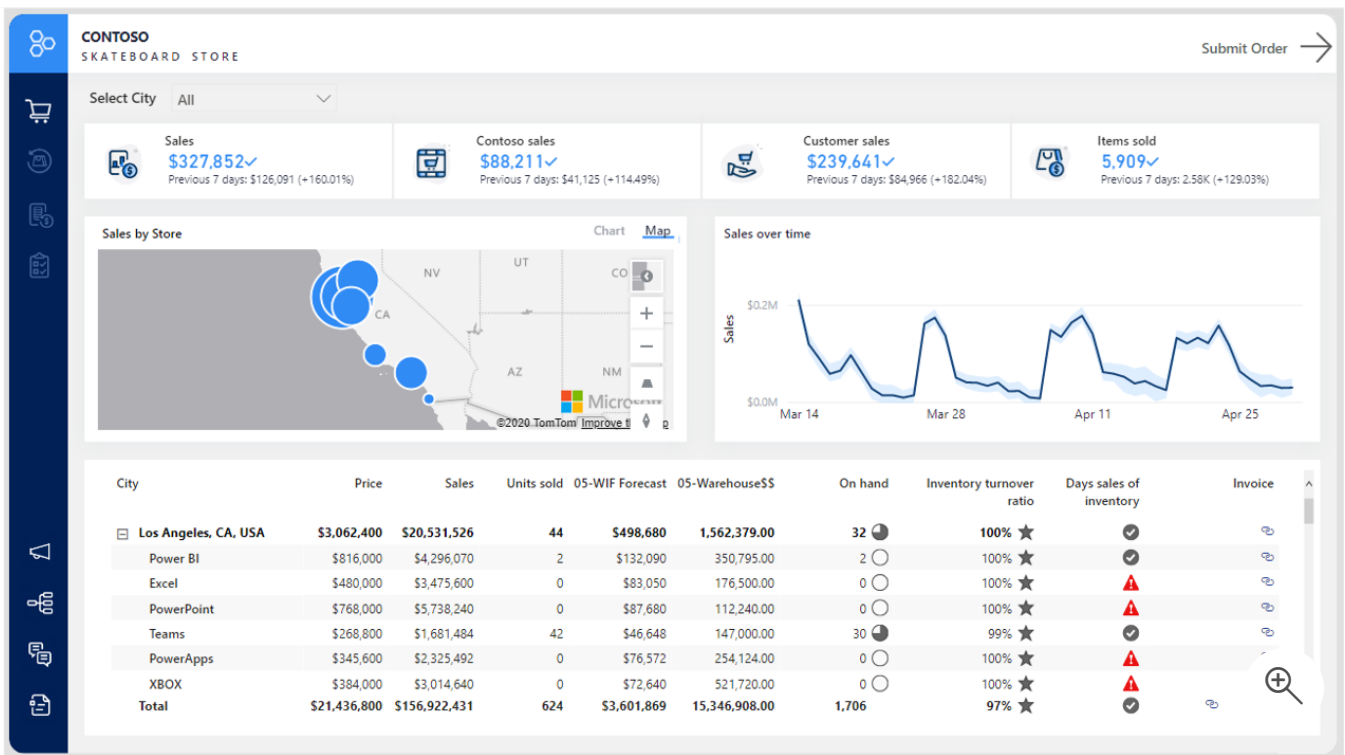 CONTOSO
SKATEBOARD STORE
Submit Order
Select City All
Sales
$327,852
Previous 7 days: $126,091 (+160.01%)
Contoso sales
$88,211
Previous 7 days: $41,125 (+114.49%)
Customer sales
$239,641
Previous 7 days: $84,966 (+182.04%)
Items sold
5,909
Previous 7 days: 2.58K (+129.03%)
Sales by Store
Chart Map
NV UT CO
CA
AZ NM
Microsoft
©2020 TomTom Improve
Sales over time
$0.2M
Sales
$0.0M
Mar 14 Mar 28 Apr 11 Apr 25
City Price Sales Units sold 05-WIF Forecast 05-Warehouse$$ On hand Inventory turnover ratio Days sales of inventory Invoice
Los Angeles, CA, USA $3,062,400 $20,531,526 44 $498,680 1,562,379.00 32 100%
Power BI $816,000 $4,296,070 2 $132,090 350,795.00 2 100%
Excel $480,000 $3,475,600 0 $83,050 176,500.00 0 100%
PowerPoint $768,000 $5,738,240 0 $87,680 112,240.00 0 100%
Teams $268,800 $1,681,484 42 $46,648 147,000.00 30 99%
PowerApps $345,600 $2,325,492 0 $76,572 254,124.00 0 100%
XBOX $384,000 $3,014,640 0 $72,640 521,720.00 0 100%
Total $21,436,800 $156,922,431 624 $3,601,869 15,346,908.00 1,706 97%